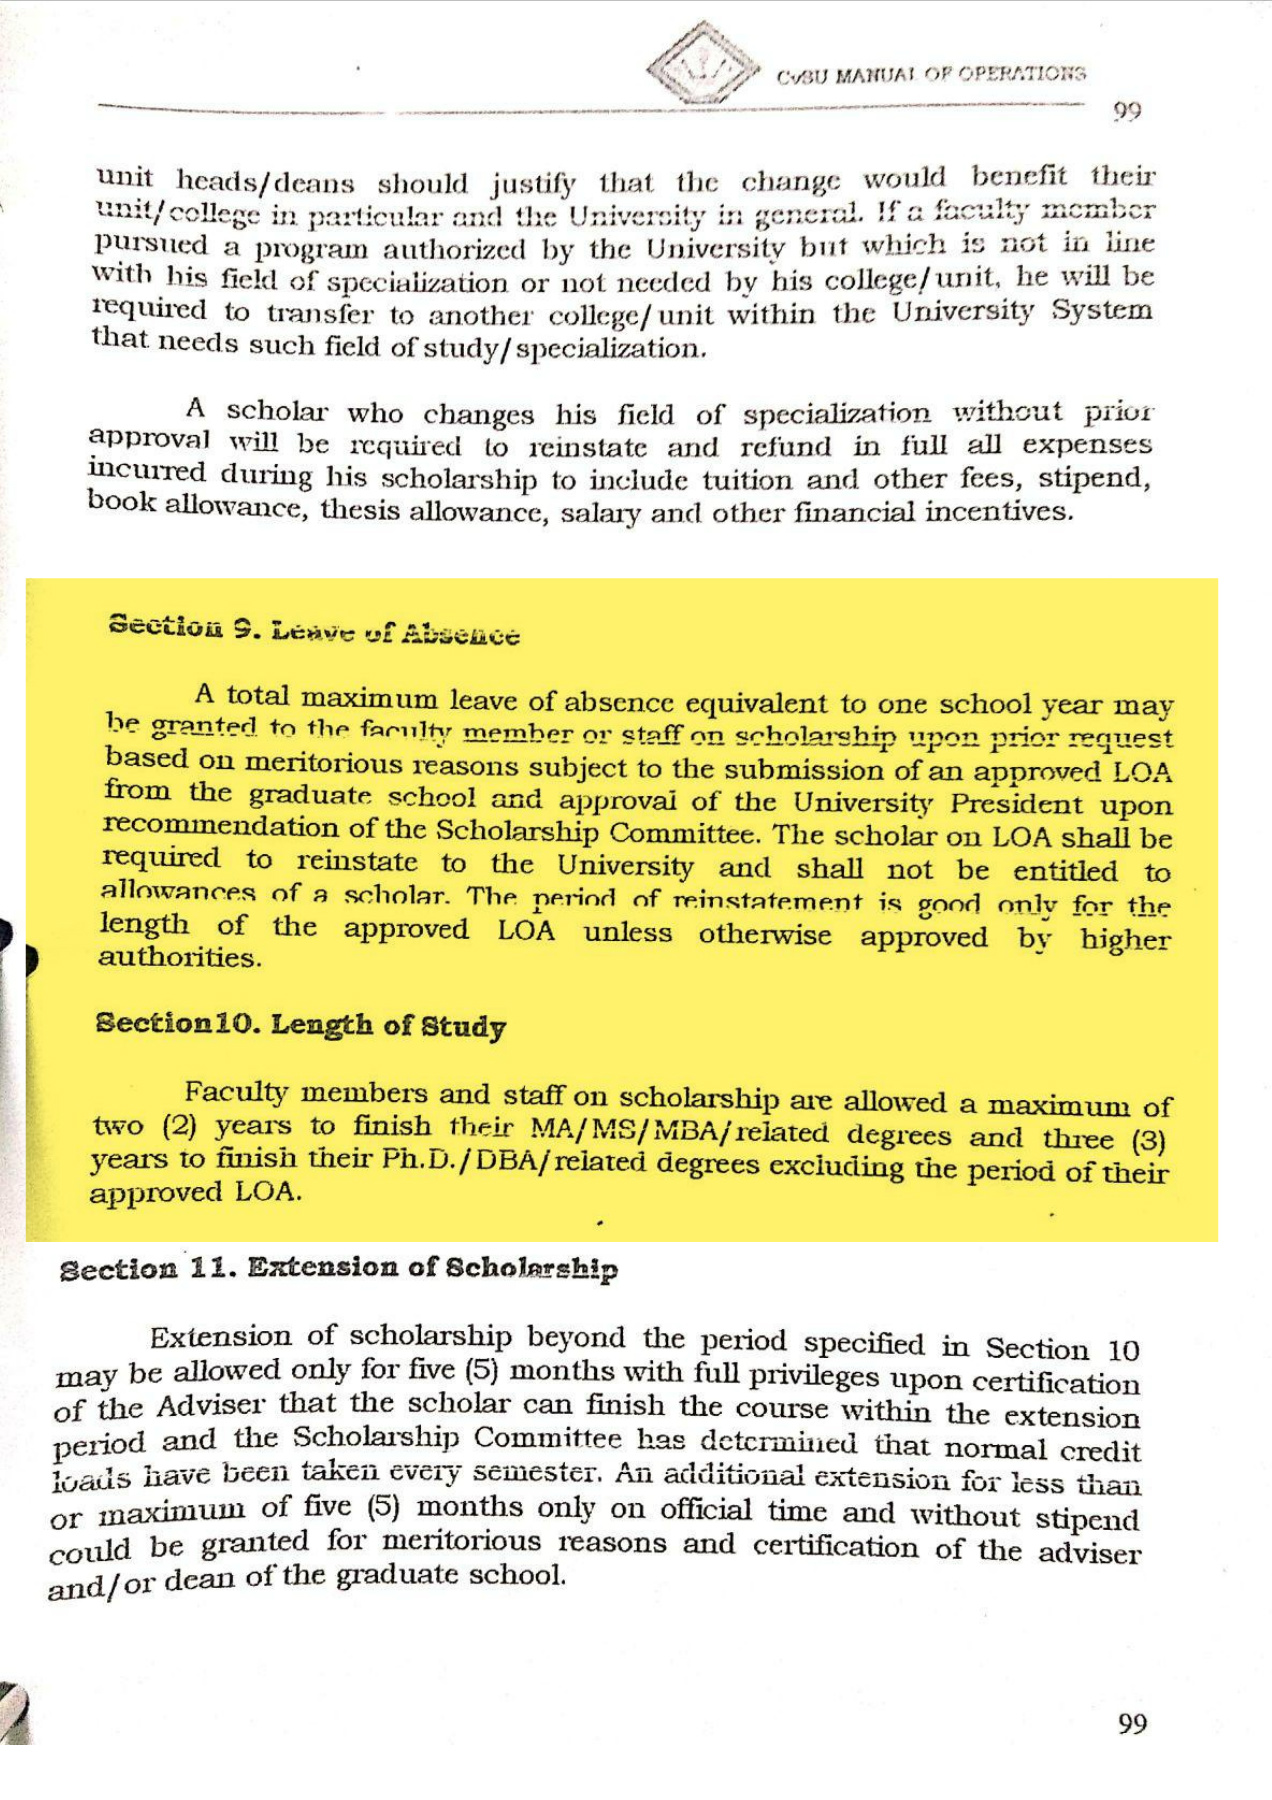 CvSU MANUAL OF OPERATIONS
99
unit heads/deans should justify that the change would benefit their
unit/college in particular and the University in general. If a faculty member
pursued a program authorized by the University but which is not in line
with his field of specialization or not needed by his college/unit, he will be
required to transfer to another college/unit within the University System
that needs such field of study/specialization.
A scholar who changes his field of specialization without prior
approval will be required to reinstate and refund in full all expenses
incurred during his scholarship to include tuition and other fees, stipend,
book allowance, thesis allowance, salary and other financial incentives.
Section 9. Leave of Absence
A total maximum leave of absence equivalent to one school year may
be granted to the faculty member or staff on scholarship upon prior request
based on meritorious reasons subject to the submission of an approved LOA
from the graduate school and approval of the University President upon
recommendation of the Scholarship Committee. The scholar on LOA shall be
required to reinstate to the University and shall not be entitled to
allowances of a scholar. The period of reinstatement is good only for the
length of the approved LOA unless otherwise approved by higher
authorities.
Section10. Length of Study
Faculty members and staff on scholarship are allowed a maximum of
two (2) years to finish their MA/MS/MBA/related degrees and three (3)
years to finish their Ph.D./DBA/related degrees excluding the period of their
approved LOA.
Section 11. Extension of Scholarship
Extension of scholarship beyond the period specified in Section 10
may be allowed only for five (5) months with full privileges upon certification
of the Adviser that the scholar can finish the course within the extension
period and the Scholarship Committee has determined that normal credit
loads have been taken every semester. An additional extension for less than
or maximum of five (5) months only on official time and without stipend
could be granted for meritorious reasons and certification of the adviser
and/or dean of the graduate school.
99